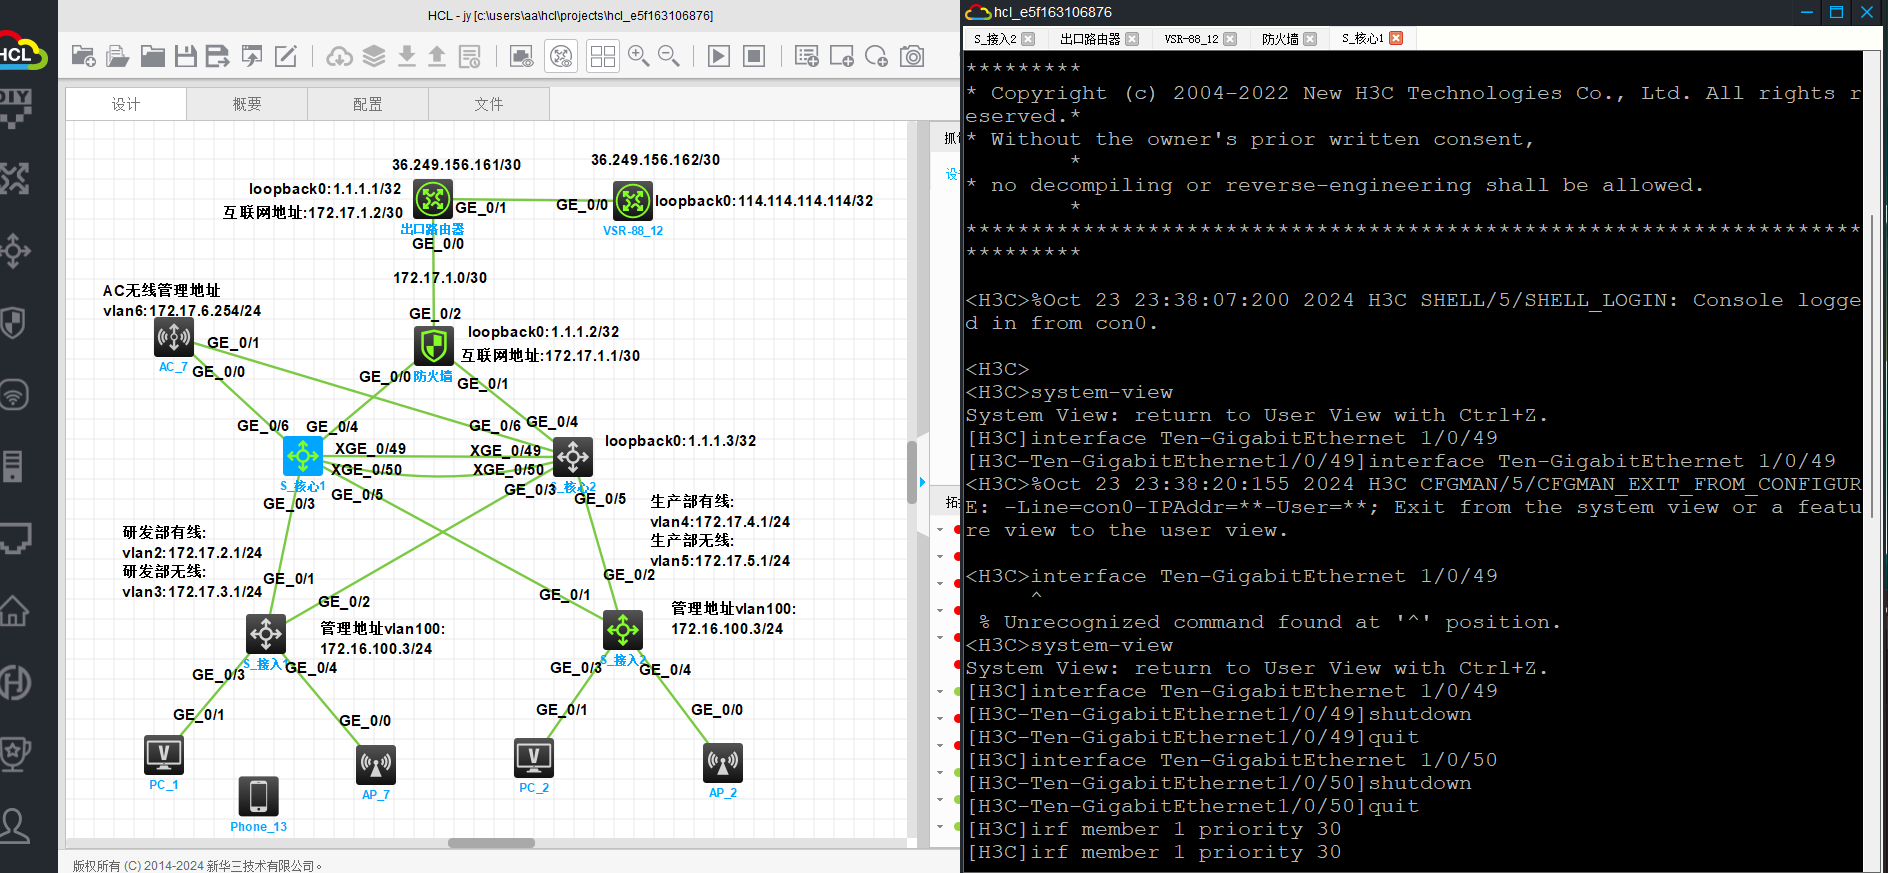 HCL - jy [c:\users\aa\hcl\projects\hcl_e5f163106876]
HCL
DIY
设计
概要
配置
文件
36.249.156.161/30
36.249.156.162/30
loopback0:1.1.1.1/32
互联网地址:172.17.1.2/30
GE_0/1
GE_0/0
loopback0:114.114.114.114/32
出口路由器
VSR-88_12
GE_0/0
172.17.1.0/30
AC无线管理地址
vlan6:172.17.6.254/24
GE_0/2
loopback0:1.1.1.2/32
互联网地址:172.17.1.1/30
GE_0/1
AC_7
GE_0/0
GE_0/0
防火墙
GE_0/1
GE_0/6
GE_0/4
GE_0/6
GE_0/4
loopback0:1.1.1.3/32
XGE_0/49
XGE_0/49
XGE_0/50
XGE_0/50
S_核心1
GE_0/5
GE_0/3
S_核心2
GE_0/3
GE_0/5
生产部有线:
vlan4:172.17.4.1/24
生产部无线:
vlan5:172.17.5.1/24
研发部有线:
vlan2:172.17.2.1/24
研发部无线:
vlan3:172.17.3.1/24
GE_0/1
GE_0/2
GE_0/2
GE_0/1
管理地址vlan100:
172.16.100.3/24
管理地址vlan100:
172.16.100.3/24
S_接入1
GE_0/4
GE_0/3
S_接入2
GE_0/3
GE_0/4
GE_0/1
GE_0/0
GE_0/1
GE_0/0
PC_1
AP_7
PC_2
AP_2
Phone_13
版权所有 (C) 2014-2024 新华三技术有限公司。
hcl_e5f163106876
S_接入2
出口路由器
VSR-88_12
防火墙
S_核心1
*********
* Copyright (c) 2004-2022 New H3C Technologies Co., Ltd. All rights r
eserved.*
* Without the owner's prior written consent,
*
* no decompiling or reverse-engineering shall be allowed.
*
*********************************************************************
*********
<H3C>%Oct 23 23:38:07:200 2024 H3C SHELL/5/SHELL_LOGIN: Console logge
d in from con0.
<H3C>
<H3C>system-view
System View: return to User View with Ctrl+Z.
[H3C]interface Ten-GigabitEthernet 1/0/49
[H3C-Ten-GigabitEthernet1/0/49]interface Ten-GigabitEthernet 1/0/49
<H3C>%Oct 23 23:38:20:155 2024 H3C CFGMAN/5/CFGMAN_EXIT_FROM_CONFIGUR
E: -Line=con0-IPAddr=**-User=**; Exit from the system view or a featu
re view to the user view.
<H3C>interface Ten-GigabitEthernet 1/0/49
^
% Unrecognized command found at '^' position.
<H3C>system-view
System View: return to User View with Ctrl+Z.
[H3C]interface Ten-GigabitEthernet 1/0/49
[H3C-Ten-GigabitEthernet1/0/49]shutdown
[H3C-Ten-GigabitEthernet1/0/49]quit
[H3C]interface Ten-GigabitEthernet 1/0/50
[H3C-Ten-GigabitEthernet1/0/50]shutdown
[H3C-Ten-GigabitEthernet1/0/50]quit
[H3C]irf member 1 priority 30
[H3C]irf member 1 priority 30